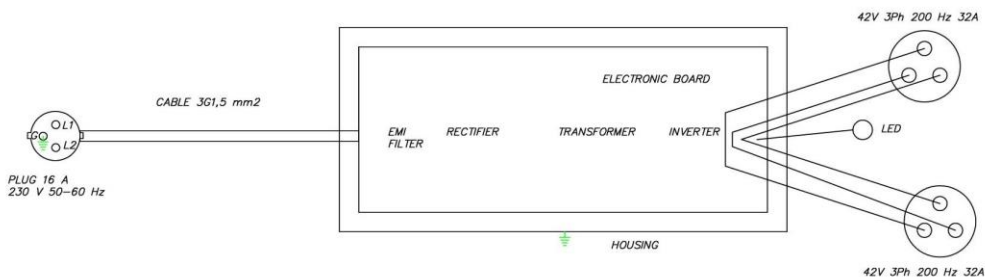 42V 3Ph 200 Hz 32A
ELECTRONIC BOARD
CABLE 3G1,5 mm2
L1
G
L2
EMI
FILTER
RECTIFIER
TRANSFORMER
INVERTER
LED
PLUG 16 A
230 V 50-60 Hz
HOUSING
42V 3Ph 200 Hz 32A